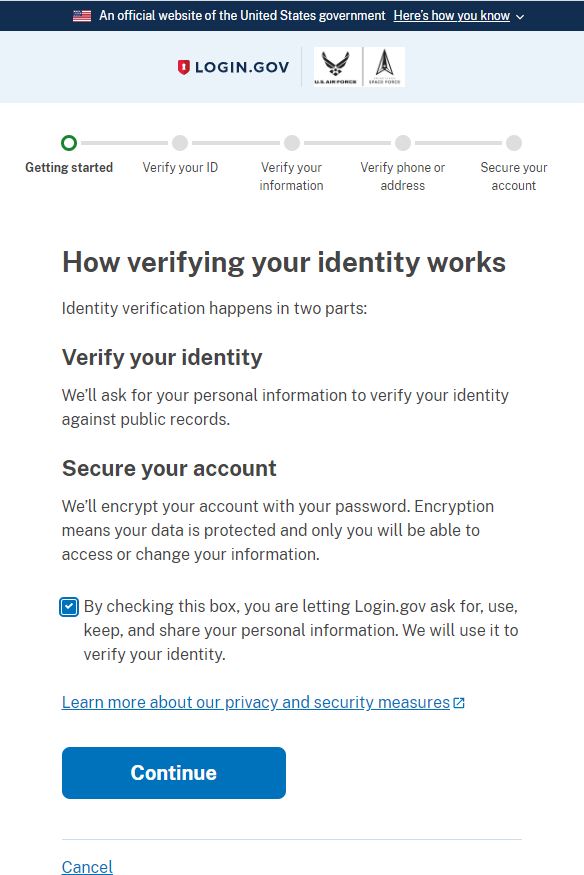 An official website of the United States government Here's how you know
LOGIN.GOV
U.S. AIR FORCE
SPACE FORCE
Getting started
Verify your ID
Verify your
information
Verify phone or
address
Secure your
account
How verifying your identity works
Identity verification happens in two parts:
Verify your identity
We'll ask for your personal information to verify your identity
against public records.
Secure your account
We'll encrypt your account with your password. Encryption
means your data is protected and only you will be able to
access or change your information.
By checking this box, you are letting Login.gov ask for, use,
keep, and share your personal information. We will use it to
verify your identity.
Learn more about our privacy and security measures
Continue
Cancel